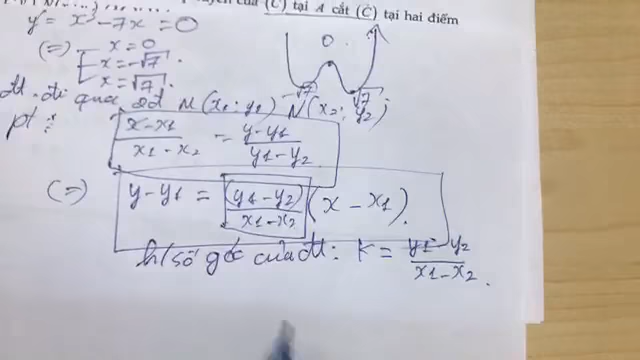 tại A cắt (C) tại hai điểm
y' = x³ - 7x = 0
(=) x = 0
x = -√7.
x = √7.
0
-√7 √7
đt đi qua 2đ M(x1; y1) N(x2; y2)
pt :
x-x1 / x1-x2 = y-y1 / y1-y2
(=) y-y1 = (y1-y2) / x1-x2 (x - x1).
hệ số góc của đt: k = y1-y2 / x1-x2.